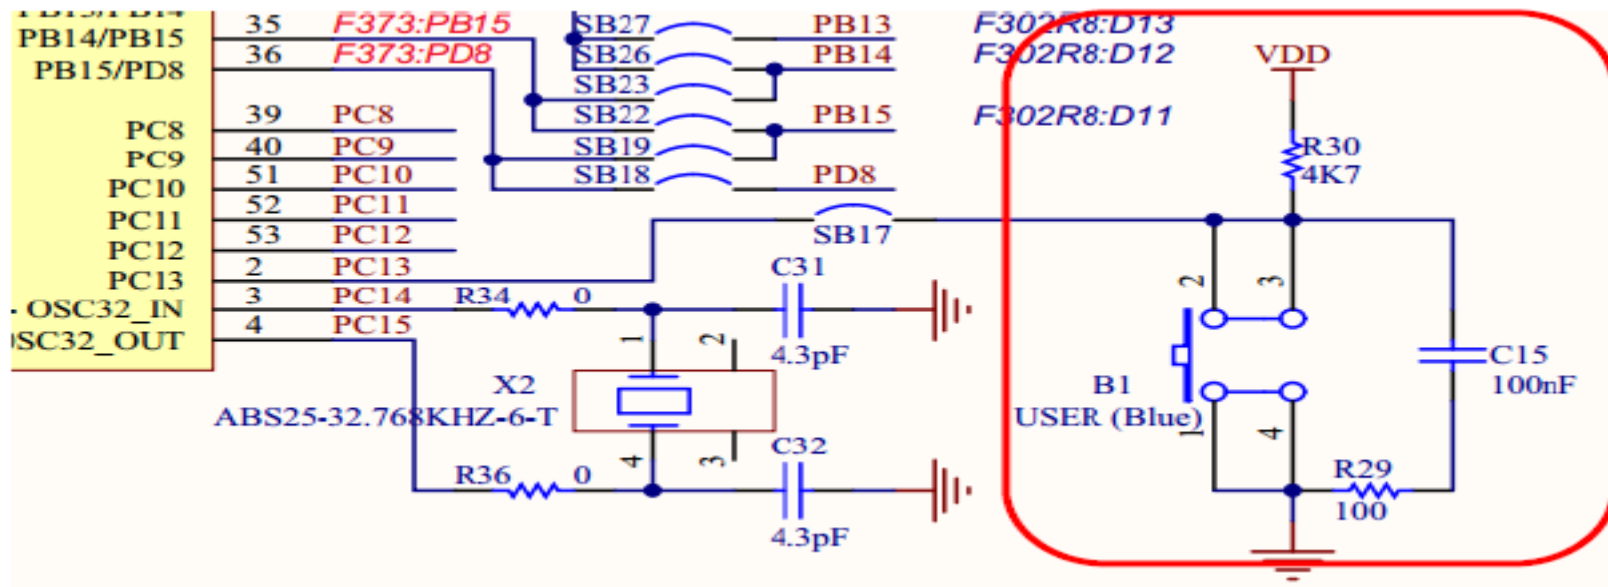 PB13/PB14
35 F373:PB15 SB27 PB13 F302R8:D13
PB14/PB15
36 F373:PD8 SB26 PB14 F302R8:D12
VDD
PB15/PD8
SB23
39 PC8 SB22 PB15 F302R8:D11
PC8
40 PC9 SB19 R30
PC9
51 PC10 SB18 PD8 4K7
PC10
52 PC11
PC11
53 PC12 SB17
PC12
2 PC13 C31 2 3
PC13
3 PC14 R34 0
OSC32_IN
4 PC15
OSC32_OUT
1 2 4.3pF C15
X2 B1 100nF
ABS25-32.768KHZ-6-T USER (Blue)
1 4
C32
4 3
R36 0 R29
100
4.3pF